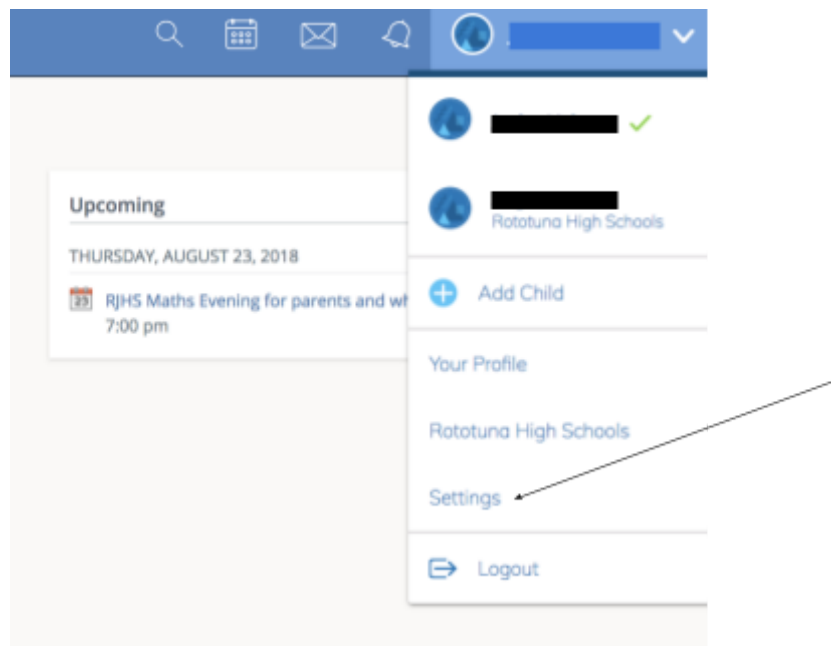 Upcoming
THURSDAY, AUGUST 23, 2018
23 RJHS Maths Evening for parents and
7:00 pm
Rototuna High Schools
Add Child
Your Profile
Rototuna High Schools
Settings
Logout